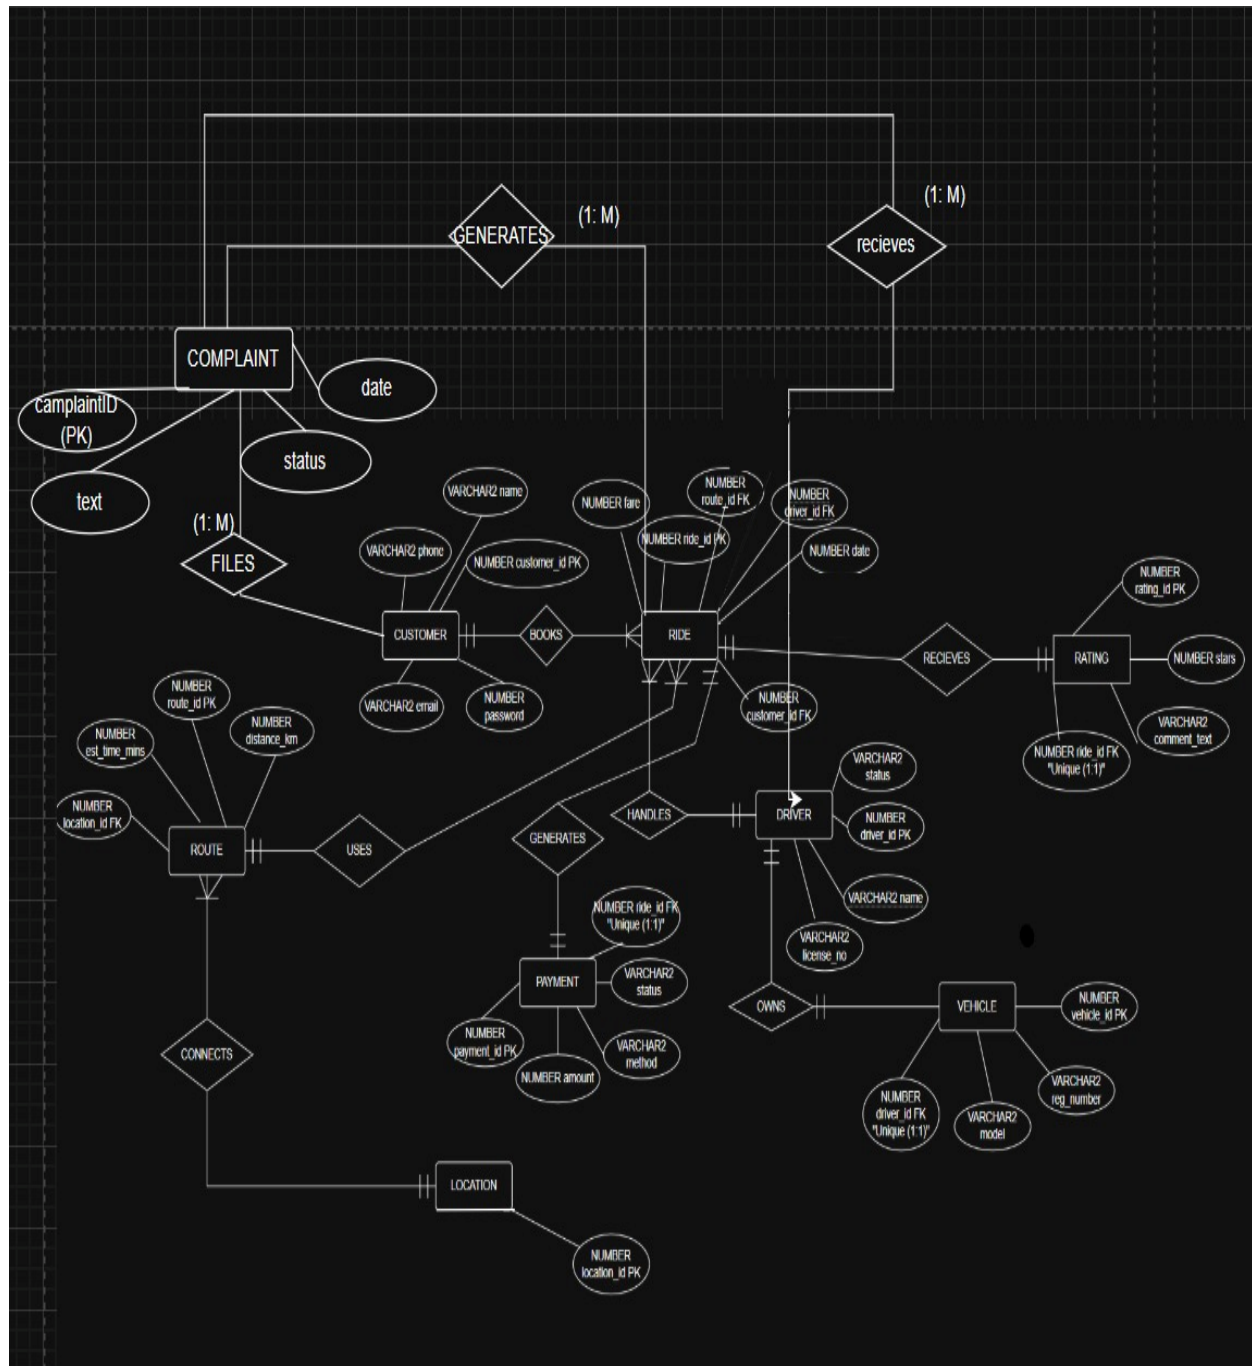 (1: M)
GENERATES
(1: M)
recieves
COMPLAINT
date
camplaintID
(PK)
status
text
(1: M)
FILES
VARCHAR2 name
VARCHAR2 phone
NUMBER customer_id PK
CUSTOMER
VARCHAR2 email
NUMBER
password
BOOKS
NUMBER fare
NUMBER
route_id FK
NUMBER
driver_id FK
NUMBER ride_id PK
NUMBER date
RIDE
NUMBER
customer_id FK
RECIEVES
NUMBER
rating_id PK
RATING
NUMBER stars
VARCHAR2
comment_text
NUMBER ride_id FK
"Unique (1:1)"
NUMBER
route_id PK
NUMBER
est_time_mins
NUMBER
distance_km
NUMBER
location_id FK
ROUTE
USES
GENERATES
HANDLES
DRIVER
VARCHAR2
status
NUMBER
driver_id PK
VARCHAR2 name
VARCHAR2
license_no
NUMBER ride_id FK
"Unique (1:1)"
PAYMENT
VARCHAR2
status
NUMBER
payment_id PK
NUMBER amount
VARCHAR2
method
OWNS
VEHICLE
NUMBER
vehicle_id PK
VARCHAR2
reg_number
NUMBER
driver_id FK
"Unique (1:1)"
VARCHAR2
model
CONNECTS
LOCATION
NUMBER
location_id PK